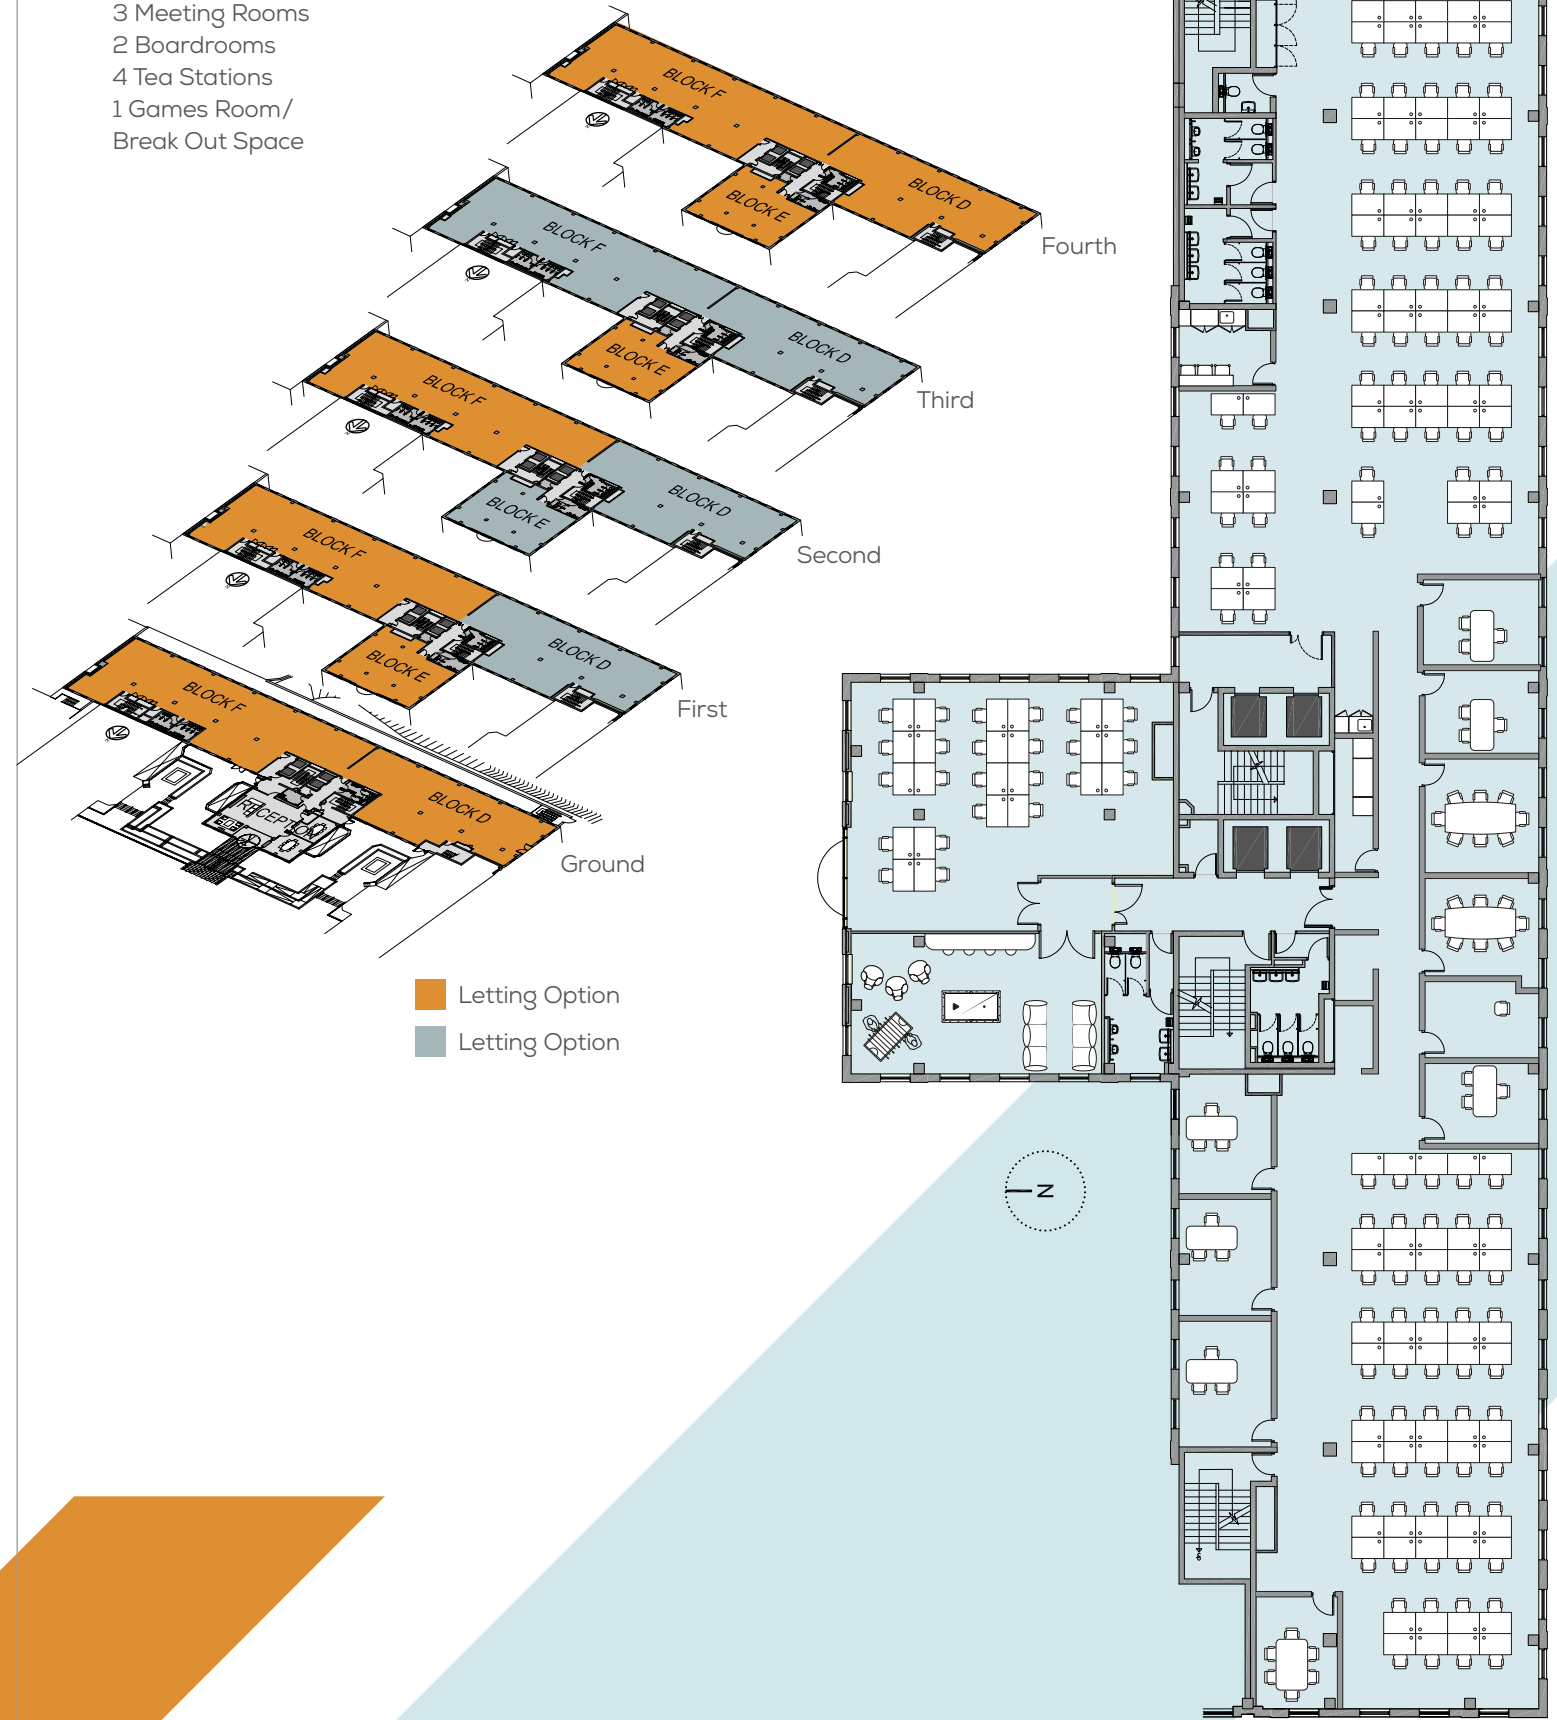 3 Meeting Rooms
2 Boardrooms
4 Tea Stations
1 Games Room/
Break Out Space
BLOCK F
BLOCK E
BLOCK D
Fourth
BLOCK F
BLOCK E
BLOCK D
Third
BLOCK F
BLOCK E
BLOCK D
Second
BLOCK F
BLOCK E
BLOCK D
First
BLOCK F
RECEPTION
BLOCK D
Ground
Letting Option
Letting Option
N